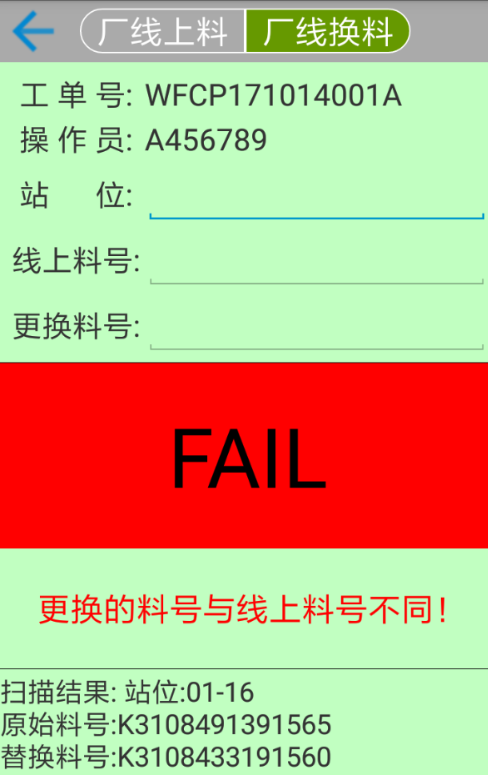 厂线上料 厂线换料
工单号: WFCP171014001A
操作员: A456789
站 位:
线上料号:
更换料号:
FAIL
更换的料号与线上料号不同!
扫描结果: 站位:01-16
原始料号:K3108491391565
替换料号:K3108433191560